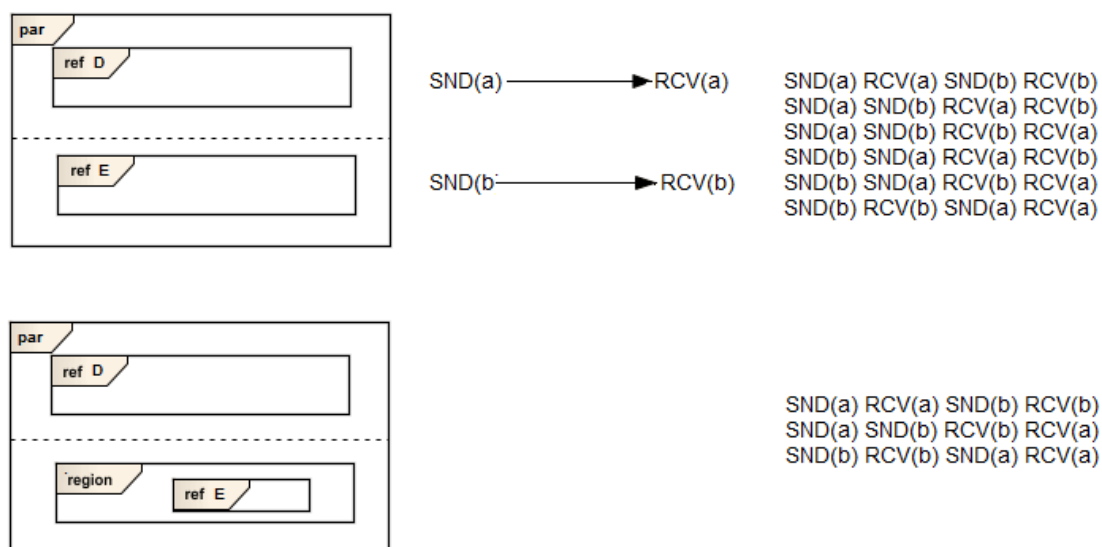 par
ref D
ref E
SND(a) RCV(a)
SND(b RCV(b)
SND(a) RCV(a) SND(b) RCV(b)
SND(a) SND(b) RCV(a) RCV(b)
SND(a) SND(b) RCV(b) RCV(a)
SND(b) SND(a) RCV(a) RCV(b)
SND(b) SND(a) RCV(b) RCV(a)
SND(b) RCV(b) SND(a) RCV(a)
par
ref D
region
ref E
SND(a) RCV(a) SND(b) RCV(b)
SND(a) SND(b) RCV(b) RCV(a)
SND(b) RCV(b) SND(a) RCV(a)